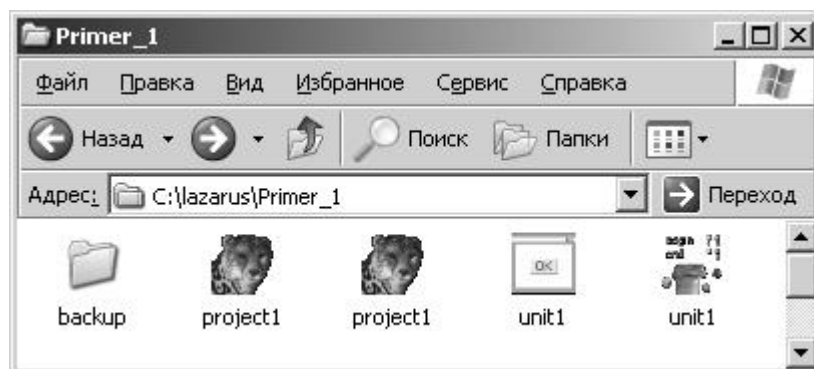 Primer_1
Файл Правка Вид Избранное Сервис Справка
Назад Поиск Папки
Адрес: C:\lazarus\Primer_1 Переход
OK
backup project1 project1 unit1 unit1